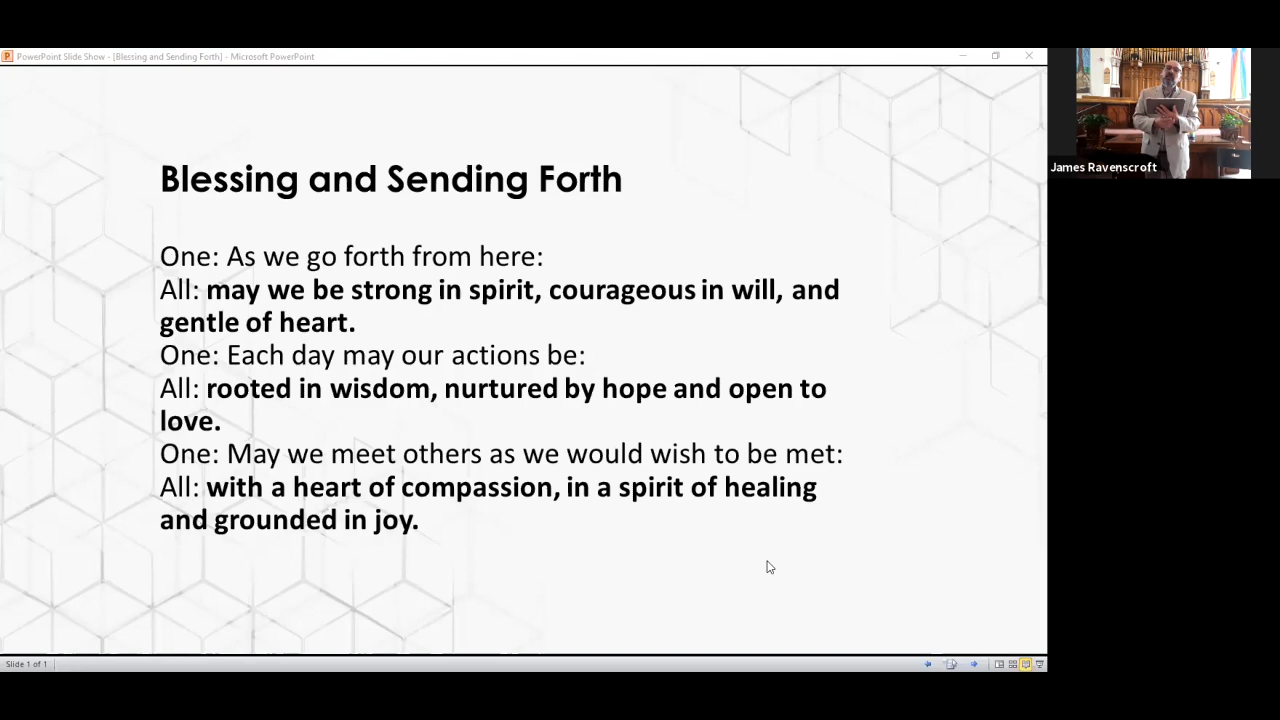 PowerPoint Slide Show - [Blessing and Sending Forth] - Microsoft PowerPoint
Blessing and Sending Forth
One: As we go forth from here:
All: may we be strong in spirit, courageous in will, and
gentle of heart.
One: Each day may our actions be:
All: rooted in wisdom, nurtured by hope and open to
love.
One: May we meet others as we would wish to be met:
All: with a heart of compassion, in a spirit of healing
and grounded in joy.
James Ravenscroft
Slide 1 of 1